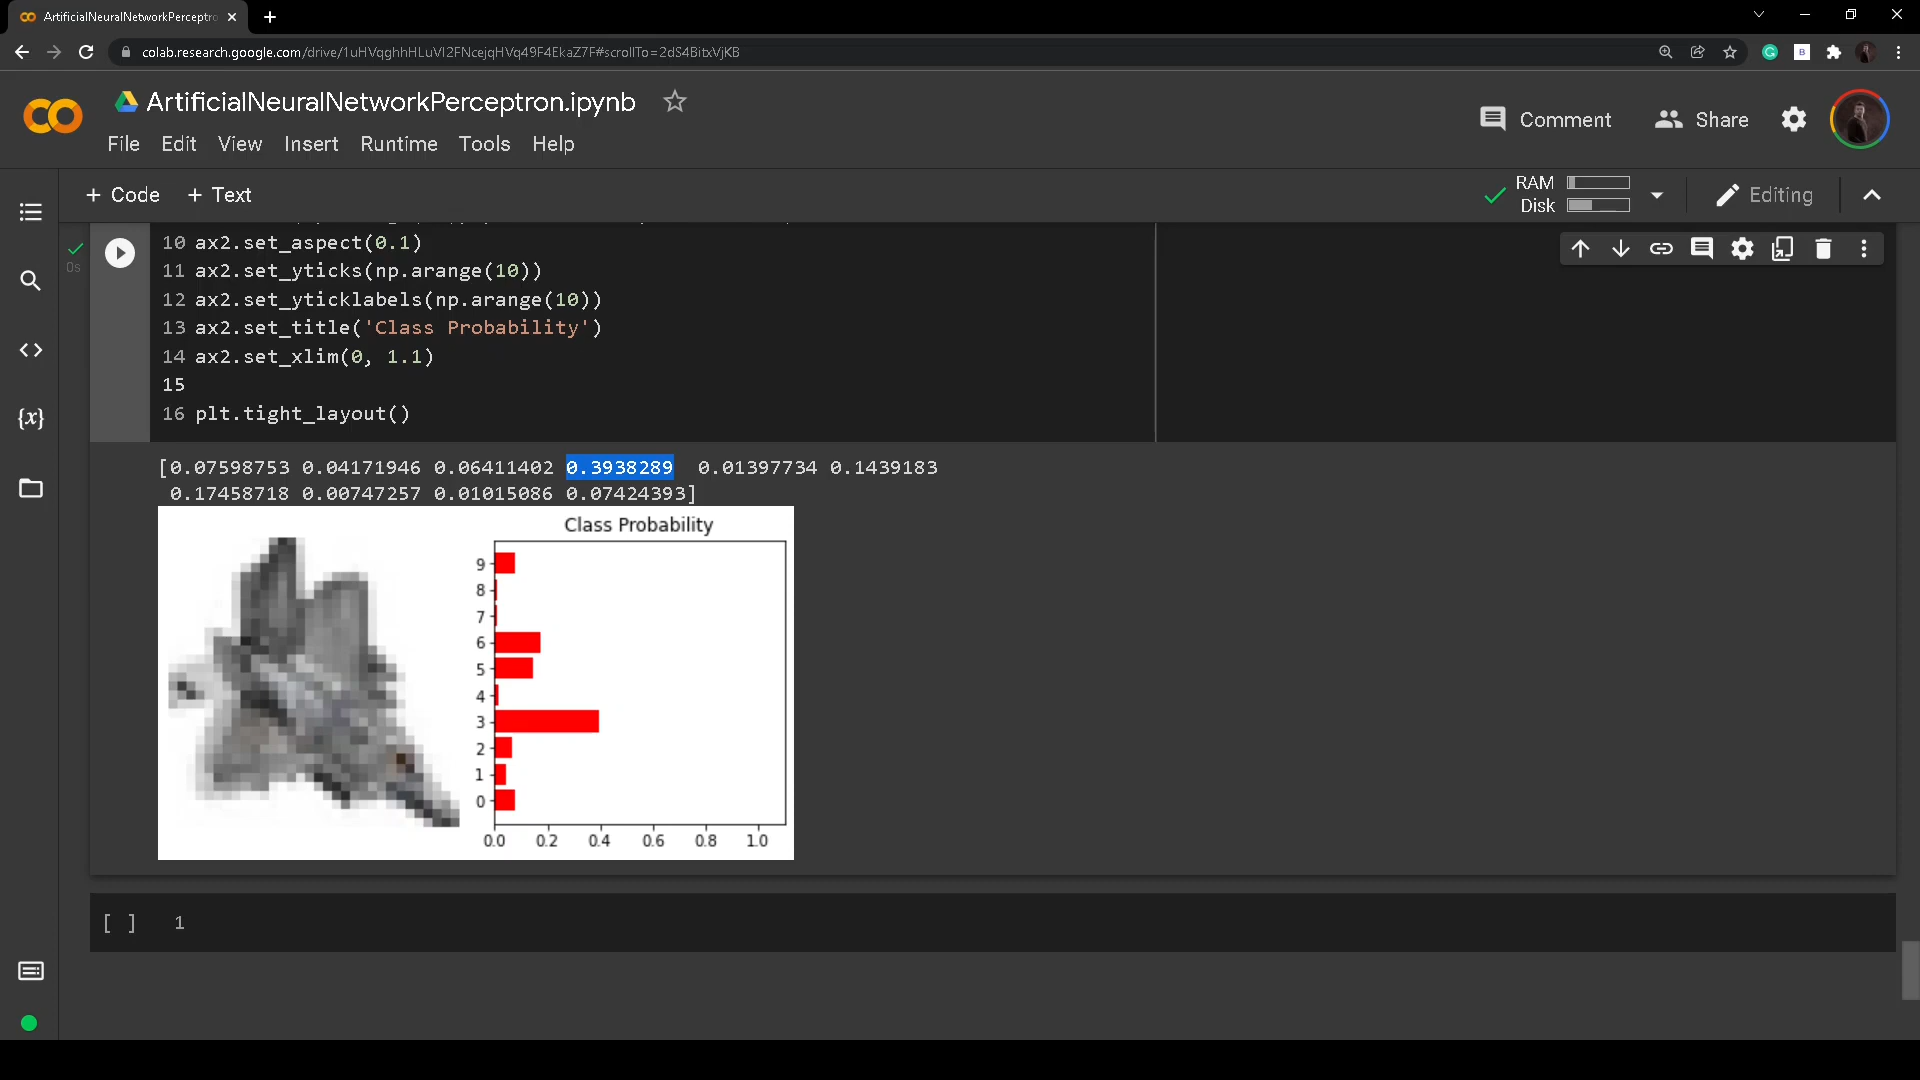 ArtificialNeuralNetworkPerceptro
colab.research.google.com/drive/1uHVqghhHLuVI2FNcejqHVq49F4EkaZ7F#scrollTo=2dS4BitxVjKB
ArtificialNeuralNetworkPerceptron.ipynb
File Edit View Insert Runtime Tools Help
Comment
Share
+ Code + Text
RAM
Disk
Editing
0s
10 ax2.set_aspect(0.1)
11 ax2.set_yticks(np.arange(10))
12 ax2.set_yticklabels(np.arange(10))
13 ax2.set_title('Class Probability')
14 ax2.set_xlim(0, 1.1)
15
16 plt.tight_layout()
[0.07598753 0.04171946 0.06411402 0.3938289 0.01397734 0.1439183
0.17458718 0.00747257 0.01015086 0.07424393]
Class Probability
9
8
7
6
5
4
3
2
1
0
0.0 0.2 0.4 0.6 0.8 1.0
[ ] 1